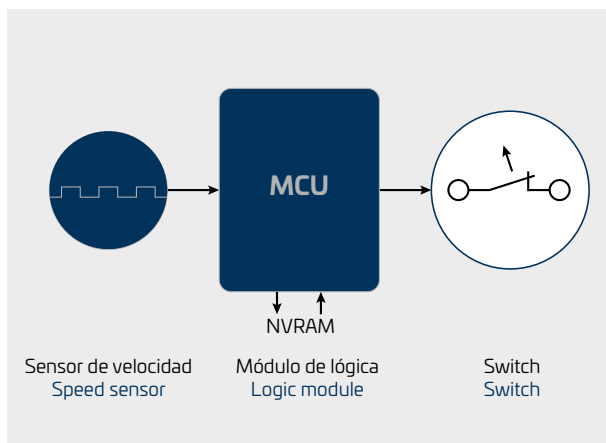 MCU
NVRAM
Sensor de velocidad
Speed sensor
Módulo de lógica
Logic module
Switch
Switch